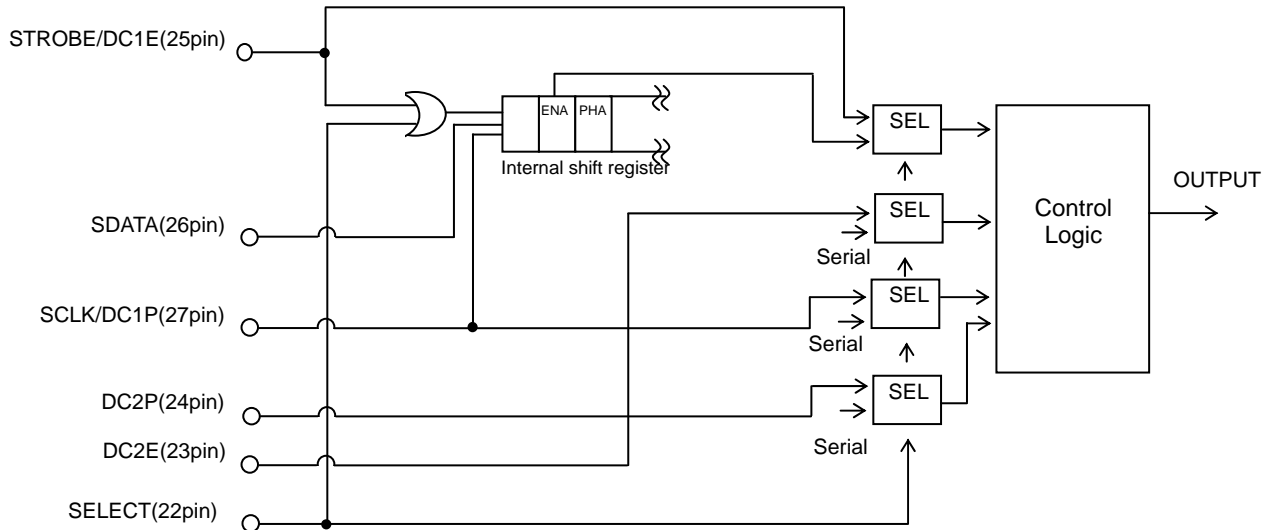 STROBE/DC1E(25pin)
ENA
PHA
SEL
Internal shift register
SDATA(26pin)
SEL
Serial
Control
Logic
OUTPUT
SCLK/DC1P(27pin)
SEL
Serial
DC2P(24pin)
SEL
Serial
DC2E(23pin)
SELECT(22pin)